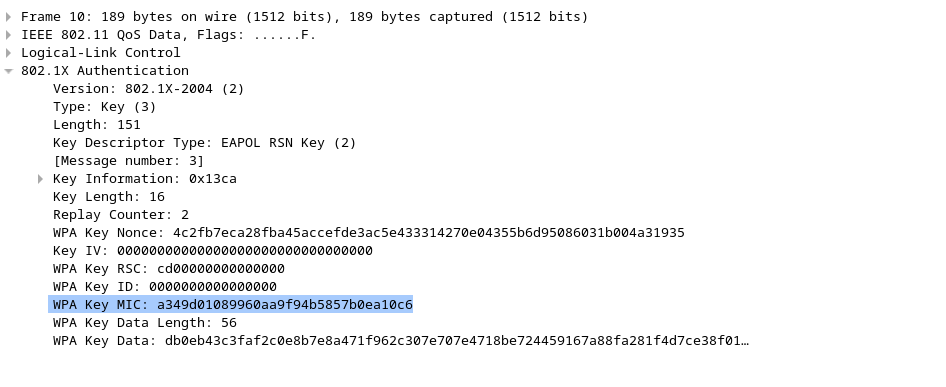 Frame 10: 189 bytes on wire (1512 bits), 189 bytes captured (1512 bits)
IEEE 802.11 QoS Data, Flags: ......F.
Logical-Link Control
802.1X Authentication
Version: 802.1X-2004 (2)
Type: Key (3)
Length: 151
Key Descriptor Type: EAPOL RSN Key (2)
[Message number: 3]
Key Information: 0x13ca
Key Length: 16
Replay Counter: 2
WPA Key Nonce: 4c2fb7eca28fba45accefde3ac5e433314270e04355b6d95086031b004a31935
Key IV: 00000000000000000000000000000000
WPA Key RSC: cd00000000000000
WPA Key ID: 0000000000000000
WPA Key MIC: a349d01089960aa9f94b5857b0ea10c6
WPA Key Data Length: 56
WPA Key Data: db0eb43c3faf2c0e8b7e8a471f962c307e707e4718be724459167a88fa281f4d7ce38f01…